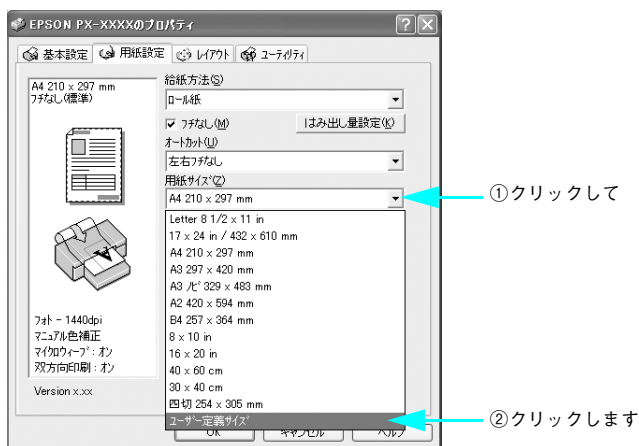 EPSON PX-XXXXのプロパティ
基本設定 用紙設定 レイアウト ユーティリティ
A4 210 x 297 mm
フチなし(標準)
給紙方法(S)
ロール紙
フチなし(M) はみ出し量設定(K)
オートカット(U)
左右フチなし
用紙サイズ(Z)
A4 210 x 297 mm
①クリックして
Letter 8 1/2 x 11 in
17 x 24 in / 432 x 610 mm
A4 210 x 297 mm
A3 297 x 420 mm
A3 ノビ 329 x 483 mm
A2 420 x 594 mm
B4 257 x 364 mm
8 x 10 in
16 x 20 in
40 x 60 cm
30 x 40 cm
四切 254 x 305 mm
ユーザー定義サイズ
②クリックします
フォト - 1440dpi
マニュアル色補正
マイクロウィーブ : オン
双方向印刷 : オン
Version x.xx
OK キャンセル ヘルプ